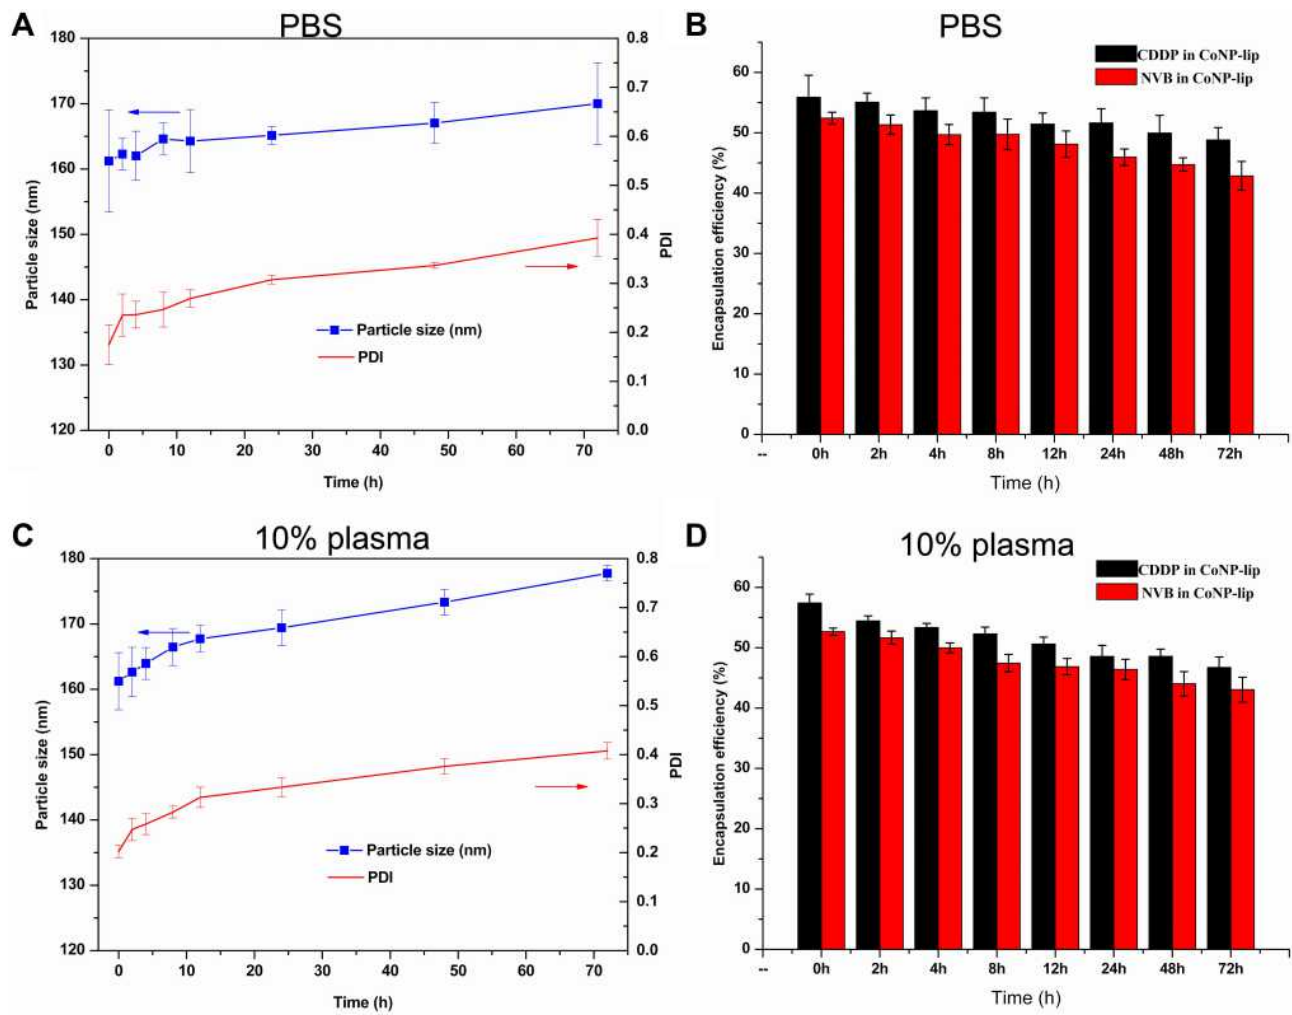 A
PBS
180
170
160
150
140
130
120
Particle size (nm)
0.8
0.7
0.6
0.5
0.4
0.3
0.2
0.1
0.0
PDI
Particle size (nm)
PDI
0 10 20 30 40 50 60 70
Time (h)
B
PBS
CDDP in CoNP-lip
NVB in CoNP-lip
60
50
40
30
20
10
0
Encapsulation efficiency (%)
-- 0h 2h 4h 8h 12h 24h 48h 72h
Time (h)
C
10% plasma
180
170
160
150
140
130
120
Particle size (nm)
0.8
0.7
0.6
0.5
0.4
0.3
0.2
0.1
0.0
PDI
Particle size (nm)
PDI
0 10 20 30 40 50 60 70
Time (h)
D
10% plasma
CDDP in CoNP-lip
NVB in CoNP-lip
60
50
40
30
20
10
0
Encapsulation efficiency (%)
-- 0h 2h 4h 8h 12h 24h 48h 72h
Time (h)